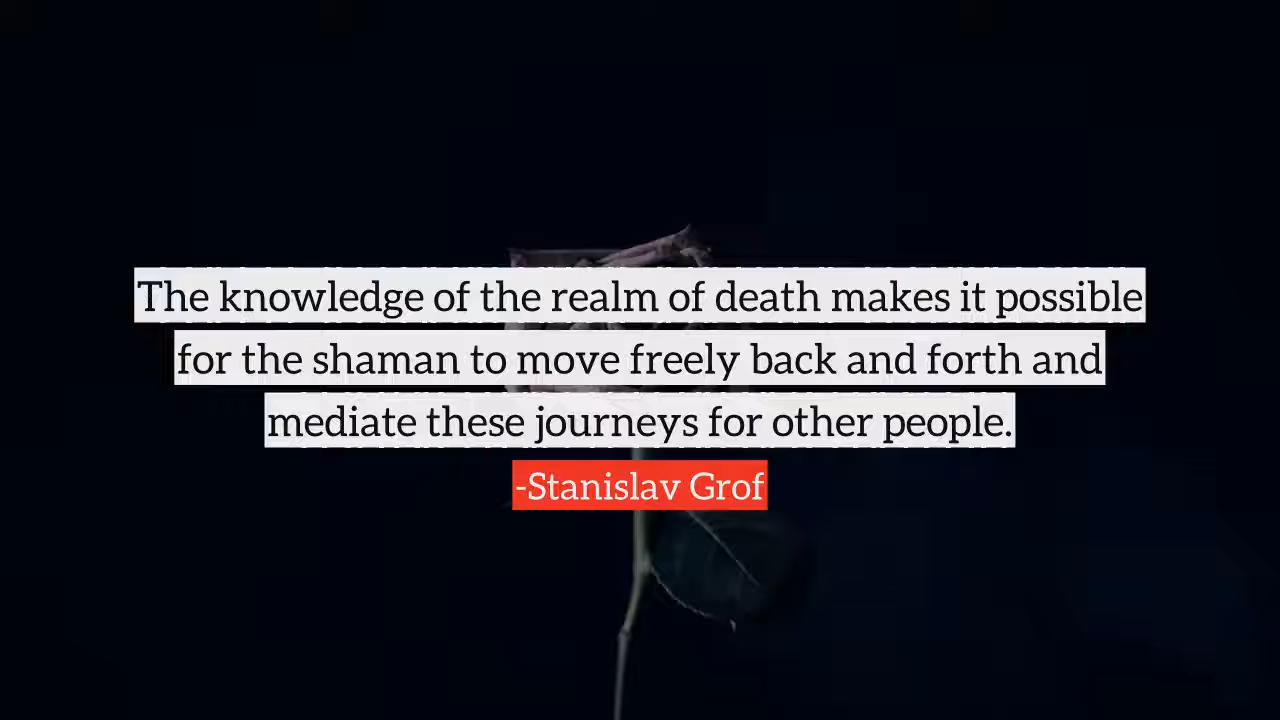 The knowledge of the realm of death makes it possible
for the shaman to move freely back and forth and
mediate these journeys for other people.
-Stanislav Grof